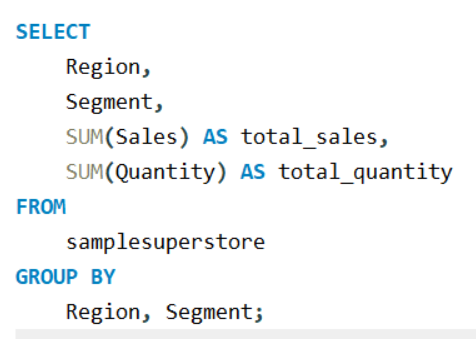 SELECT
Region,
Segment,
SUM(Sales) AS total_sales,
SUM(Quantity) AS total_quantity
FROM
samplesuperstore
GROUP BY
Region, Segment;